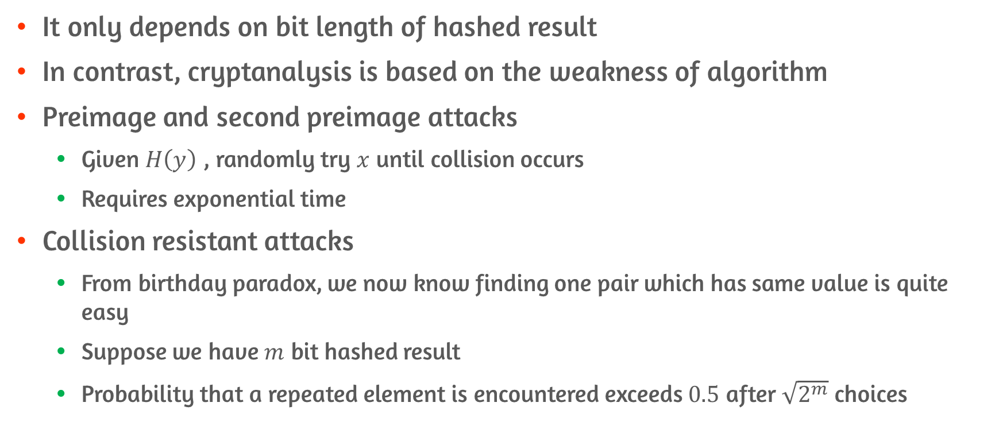 • It only depends on bit length of hashed result
• In contrast, cryptanalysis is based on the weakness of algorithm
• Preimage and second preimage attacks
• Given H(y) , randomly try x until collision occurs
• Requires exponential time
• Collision resistant attacks
• From birthday paradox, we now know finding one pair which has same value is quite
easy
• Suppose we have m bit hashed result
• Probability that a repeated element is encountered exceeds 0.5 after √2^m choices